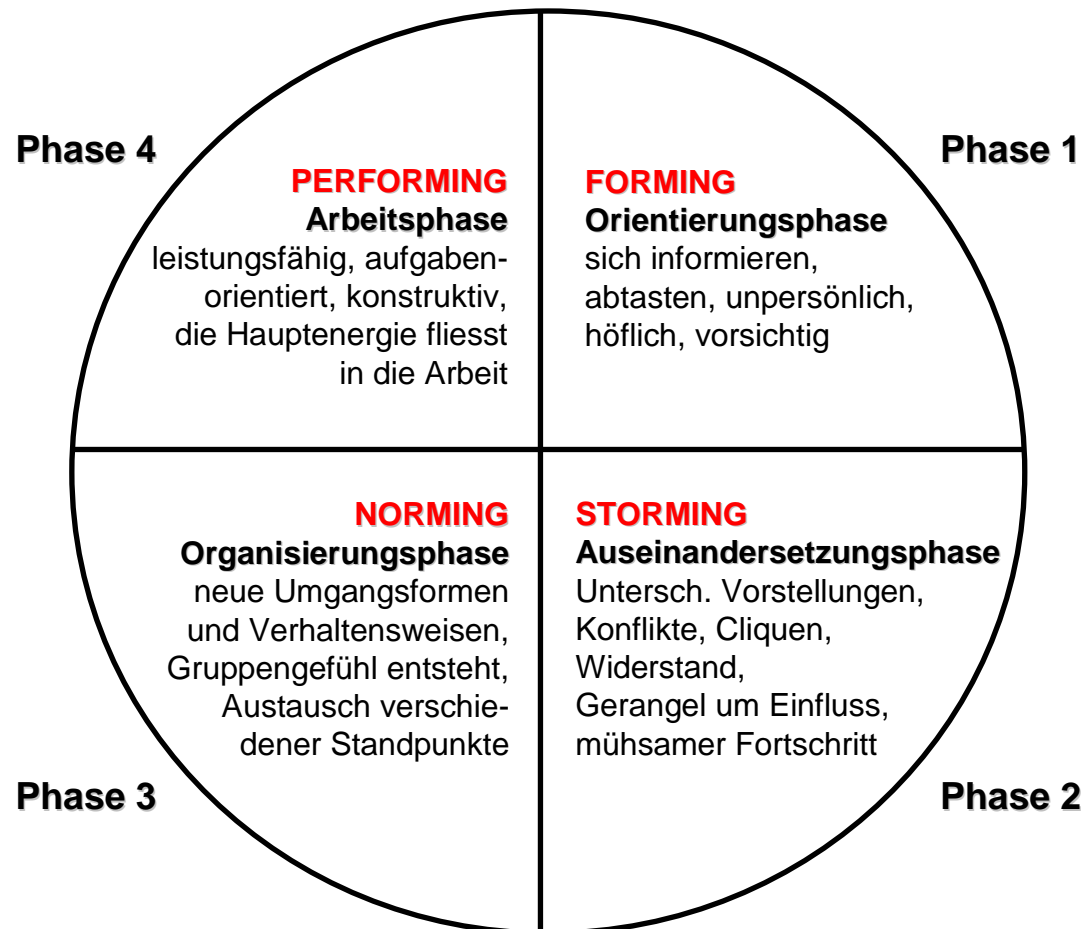 Phase 1
FORMING
Orientierungsphase
sich informieren,
abtasten, unpersönlich,
höflich, vorsichtig
Phase 2
STORMING
Auseinandersetzungsphase
Untersch. Vorstellungen,
Konflikte, Cliquen,
Widerstand,
Gerangel um Einfluss,
mühsamer Fortschritt
Phase 3
NORMING
Organisierungsphase
neue Umgangsformen
und Verhaltensweisen,
Gruppengefühl entsteht,
Austausch verschie-
dener Standpunkte
Phase 4
PERFORMING
Arbeitsphase
leistungsfähig, aufgaben-
orientiert, konstruktiv,
die Hauptenergie fliesst
in die Arbeit